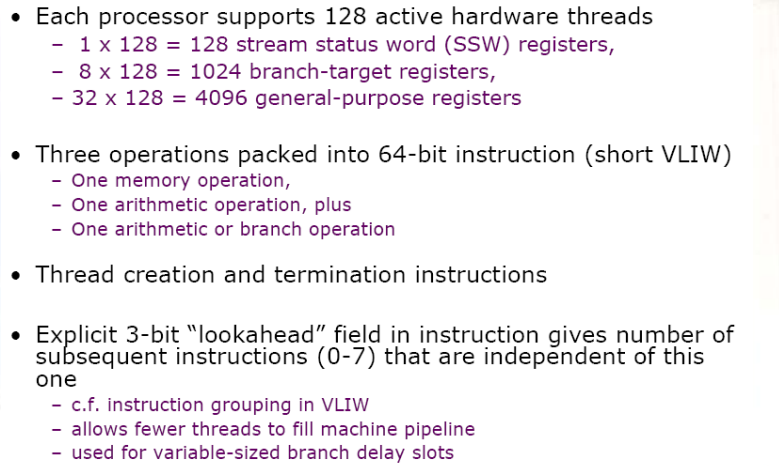 • Each processor supports 128 active hardware threads
– 1 x 128 = 128 stream status word (SSW) registers,
– 8 x 128 = 1024 branch-target registers,
– 32 x 128 = 4096 general-purpose registers
• Three operations packed into 64-bit instruction (short VLIW)
– One memory operation,
– One arithmetic operation, plus
– One arithmetic or branch operation
• Thread creation and termination instructions
• Explicit 3-bit “lookahead” field in instruction gives number of
subsequent instructions (0-7) that are independent of this
one
– c.f. instruction grouping in VLIW
– allows fewer threads to fill machine pipeline
– used for variable-sized branch delay slots